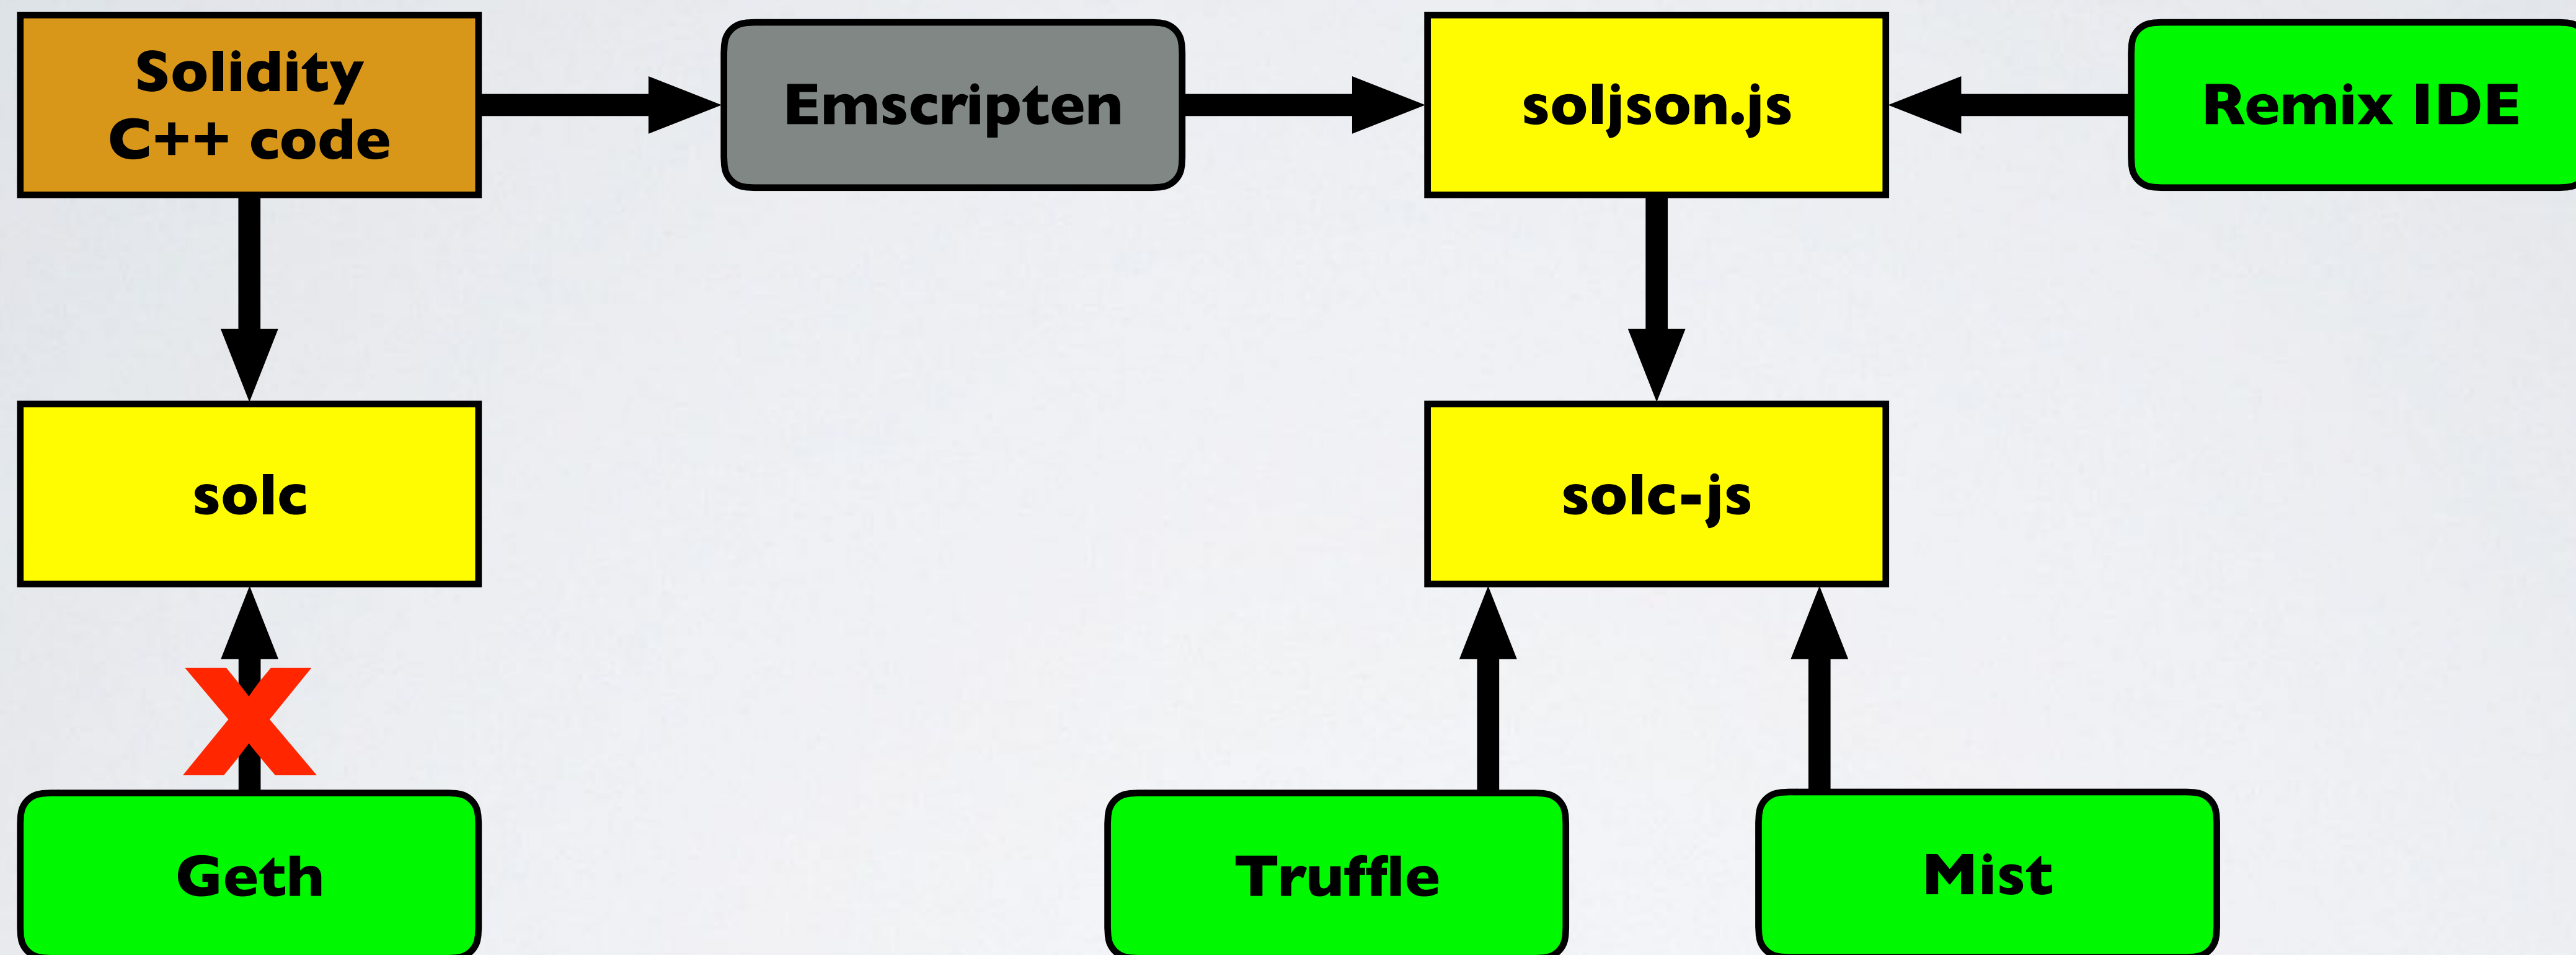 Solidity
C++ code
Emscripten
soljson.js
Remix IDE
solc
solc-js
X
Geth
Truffle
Mist